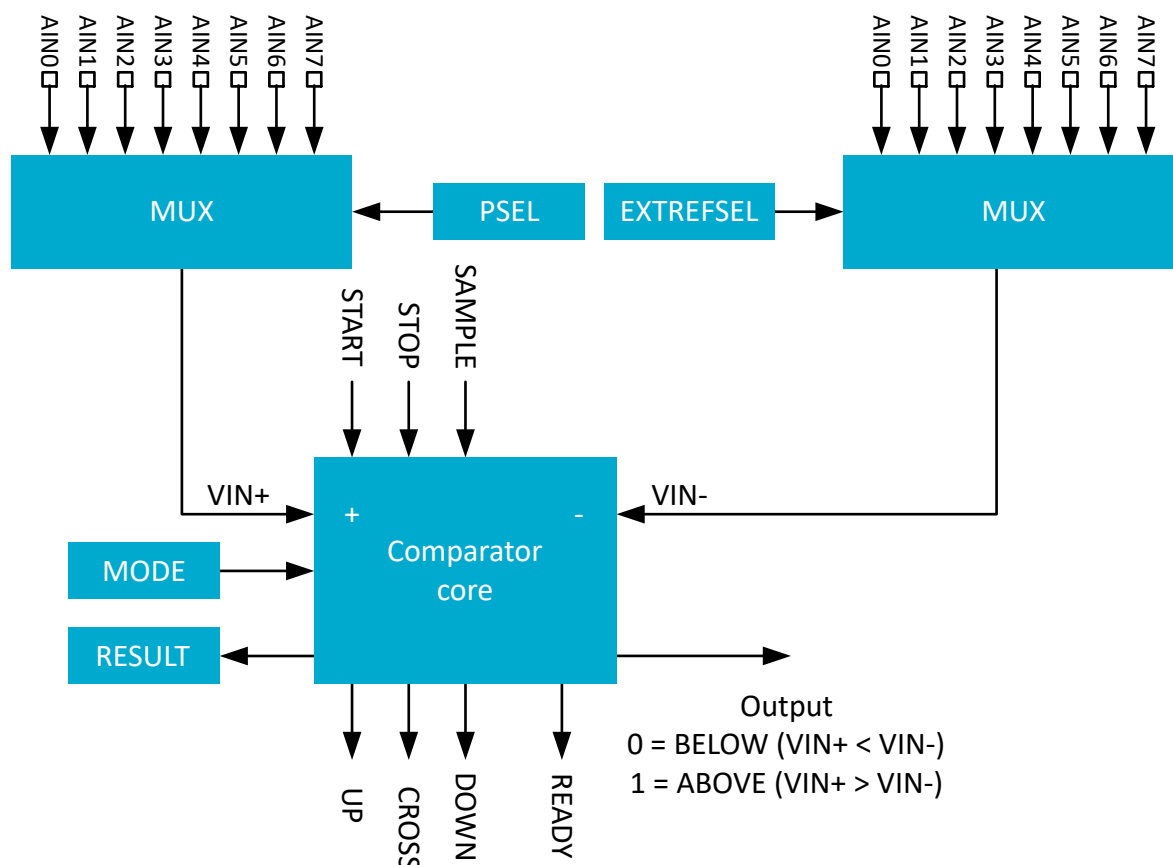 AIN0
AIN1
AIN2
AIN3
AIN4
AIN5
AIN6
AIN7
AIN0
AIN1
AIN2
AIN3
AIN4
AIN5
AIN6
AIN7
MUX
PSEL
EXTREFSEL
MUX
START
STOP
SAMPLE
VIN+
VIN-
+
-
Comparator
core
MODE
RESULT
Output
0 = BELOW (VIN+ < VIN-)
1 = ABOVE (VIN+ > VIN-)
UP
CROSS
DOWN
READY